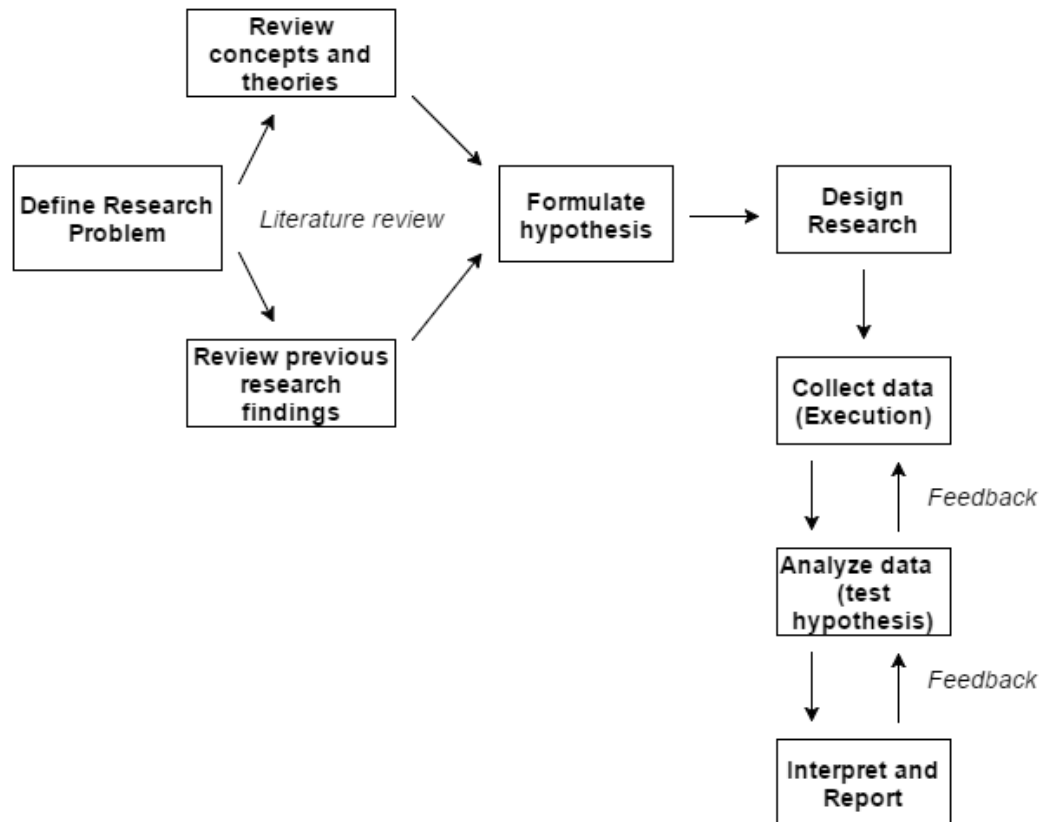 Review
concepts and
theories
Define Research
Problem
Literature review
Formulate
hypothesis
Design
Research
Review previous
research
findings
Collect data
(Execution)
Feedback
Analyze data
(test
hypothesis)
Feedback
Interpret and
Report